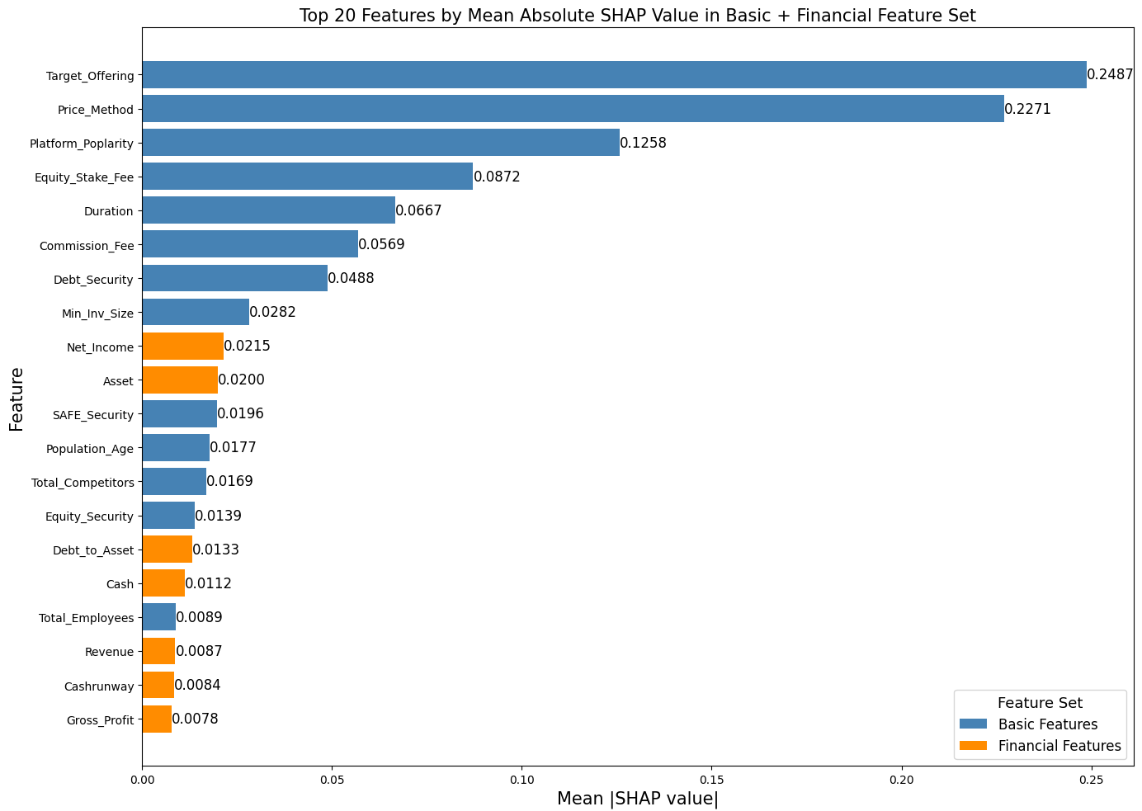 Top 20 Features by Mean Absolute SHAP Value in Basic + Financial Feature Set
Feature
Target_Offering 0.2487
Price_Method 0.2271
Platform_Poplarity 0.1258
Equity_Stake_Fee 0.0872
Duration 0.0667
Commission_Fee 0.0569
Debt_Security 0.0488
Min_Inv_Size 0.0282
Net_Income 0.0215
Asset 0.0200
SAFE_Security 0.0196
Population_Age 0.0177
Total_Competitors 0.0169
Equity_Security 0.0139
Debt_to_Asset 0.0133
Cash 0.0112
Total_Employees 0.0089
Revenue 0.0087
Cashrunway 0.0084
Gross_Profit 0.0078
Feature Set
Basic Features
Financial Features
0.00 0.05 0.10 0.15 0.20 0.25
Mean |SHAP value|